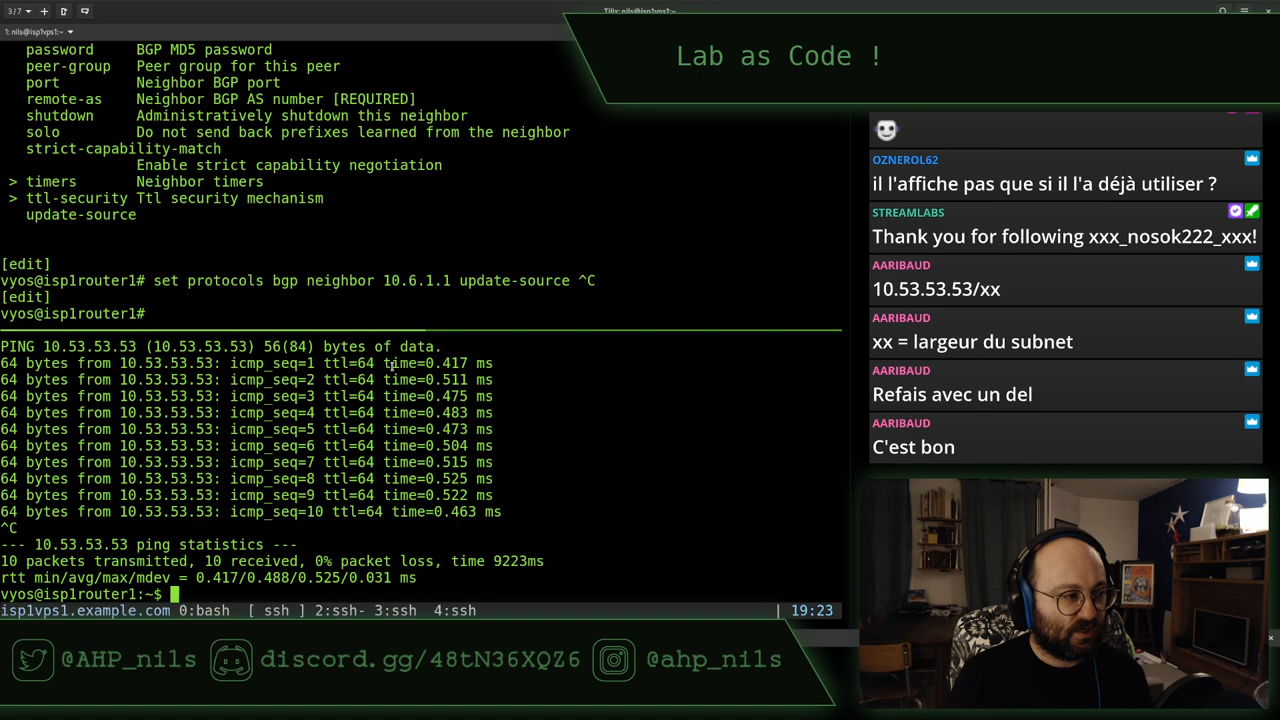 3/7
Tilix: nils@isp1vps1:~
1: nils@isp1vps1:~
Lab as Code !
password BGP MD5 password
peer-group Peer group for this peer
port Neighbor BGP port
remote-as Neighbor BGP AS number [REQUIRED]
shutdown Administratively shutdown this neighbor
solo Do not send back prefixes learned from the neighbor
strict-capability-match
Enable strict capability negotiation
> timers Neighbor timers
> ttl-security Ttl security mechanism
update-source
[edit]
vyos@isp1router1# set protocols bgp neighbor 10.6.1.1 update-source ^C
[edit]
vyos@isp1router1#
PING 10.53.53.53 (10.53.53.53) 56(84) bytes of data.
64 bytes from 10.53.53.53: icmp_seq=1 ttl=64 time=0.417 ms
64 bytes from 10.53.53.53: icmp_seq=2 ttl=64 time=0.511 ms
64 bytes from 10.53.53.53: icmp_seq=3 ttl=64 time=0.475 ms
64 bytes from 10.53.53.53: icmp_seq=4 ttl=64 time=0.483 ms
64 bytes from 10.53.53.53: icmp_seq=5 ttl=64 time=0.473 ms
64 bytes from 10.53.53.53: icmp_seq=6 ttl=64 time=0.504 ms
64 bytes from 10.53.53.53: icmp_seq=7 ttl=64 time=0.515 ms
64 bytes from 10.53.53.53: icmp_seq=8 ttl=64 time=0.525 ms
64 bytes from 10.53.53.53: icmp_seq=9 ttl=64 time=0.522 ms
64 bytes from 10.53.53.53: icmp_seq=10 ttl=64 time=0.463 ms
^C
--- 10.53.53.53 ping statistics ---
10 packets transmitted, 10 received, 0% packet loss, time 9223ms
rtt min/avg/max/mdev = 0.417/0.488/0.525/0.031 ms
vyos@isp1router1:~$
isp1vps1.example.com 0:bash [ ssh ] 2:ssh- 3:ssh 4:ssh | 19:23
OZNEROL62
il l'affiche pas que si il l'a déjà utiliser ?
STREAMLABS
Thank you for following xxx_nosok222_xxx!
AARIBAUD
10.53.53.53/xx
AARIBAUD
xx = largeur du subnet
AARIBAUD
Refais avec un del
AARIBAUD
C'est bon
@AHP_nils discord.gg/48tN36XQZ6 @ahp_nils